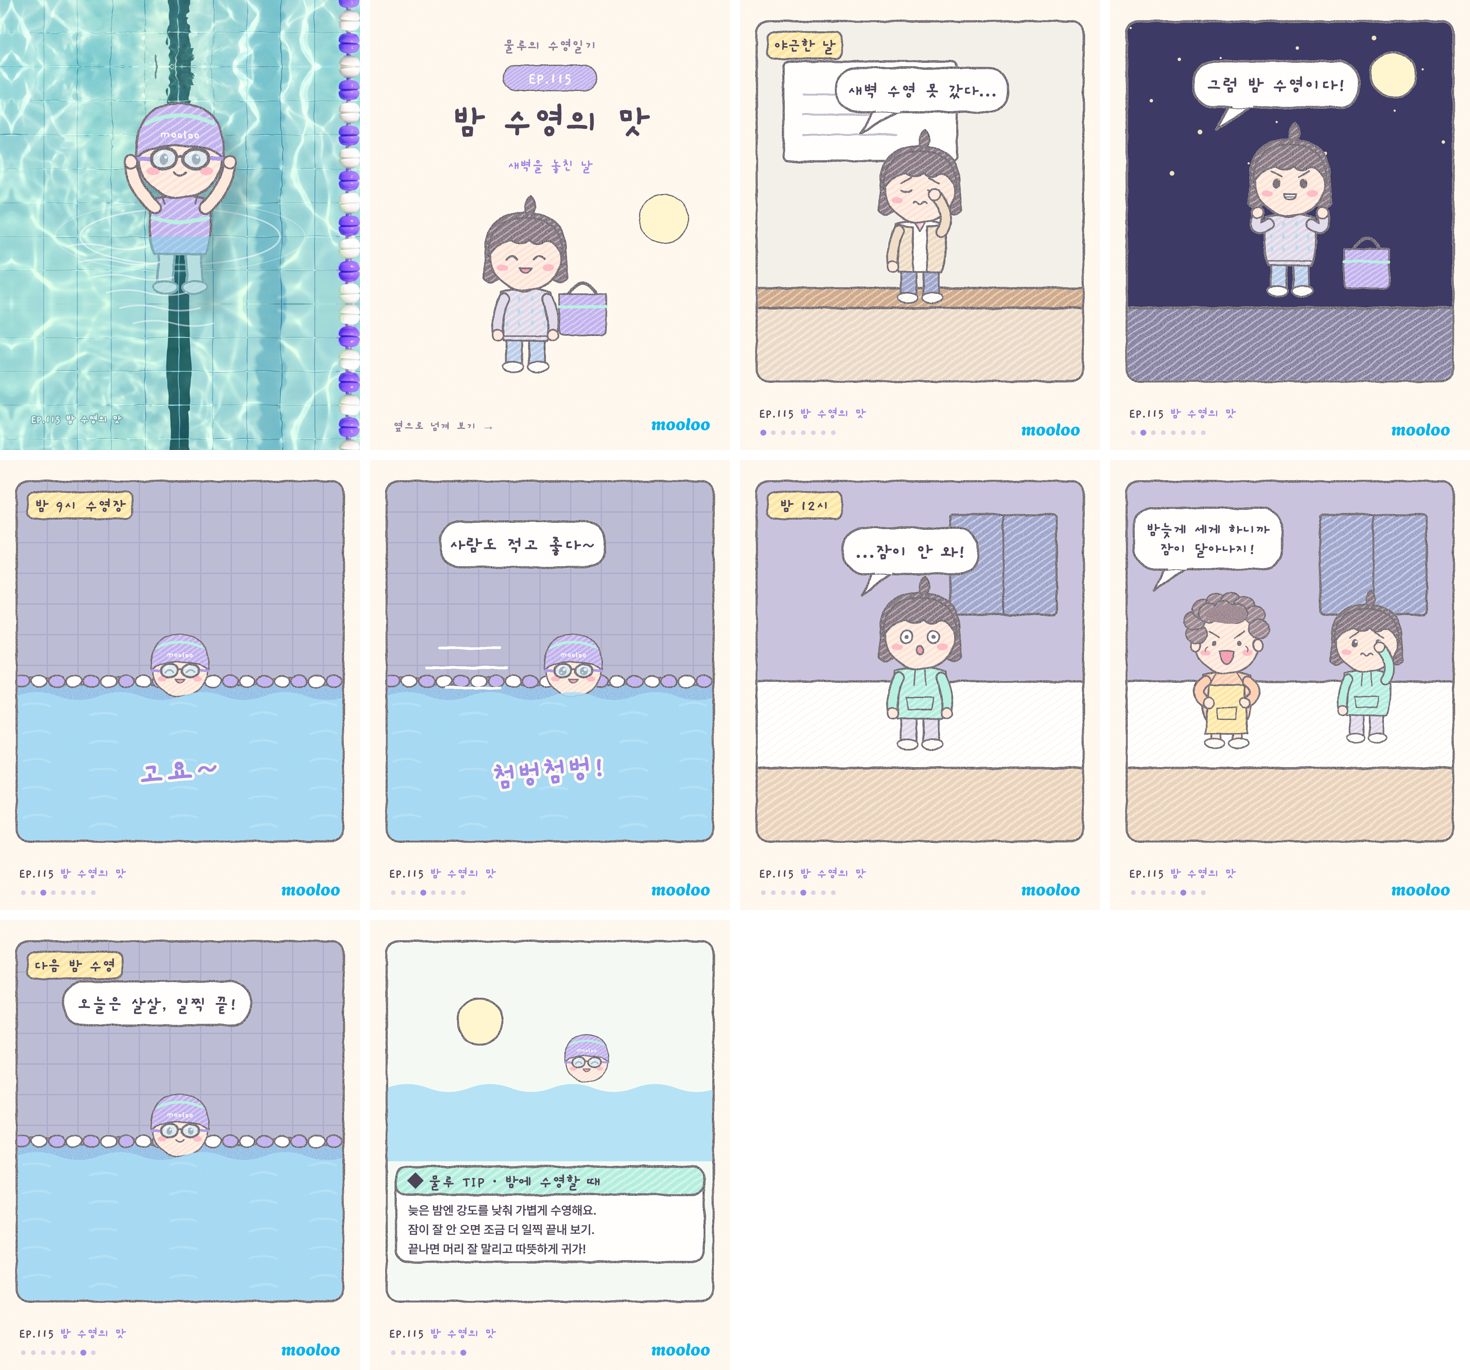 mooloo
EP.115 밤 수영의 맛
물루의 수영일기
EP.115
밤 수영의 맛
새벽을 놓친 날
옆으로 넘겨 보기 →
mooloo
야근한 날
새벽 수영 못 갔다...
EP.115 밤 수영의 맛
mooloo
그럼 밤 수영이다!
EP.115 밤 수영의 맛
mooloo
밤 9시 수영장
mooloo
고요~
EP.115 밤 수영의 맛
mooloo
사람도 적고 좋다~
mooloo
첨벙첨벙!
EP.115 밤 수영의 맛
mooloo
밤 12시
...잠이 안 와!
EP.115 밤 수영의 맛
mooloo
밤늦게 세게 하니까
잠이 달아나지!
EP.115 밤 수영의 맛
mooloo
다음 밤 수영
오늘은 살살, 일찍 끝!
mooloo
EP.115 밤 수영의 맛
mooloo
mooloo
◆ 물루 TIP · 밤에 수영할 때
늦은 밤엔 강도를 낮춰 가볍게 수영해요.
잠이 잘 안 오면 조금 더 일찍 끝내 보기.
끝나면 머리 잘 말리고 따뜻하게 귀가!
EP.115 밤 수영의 맛
mooloo